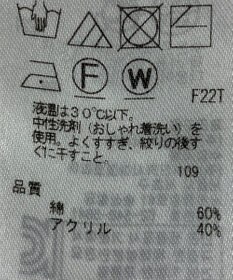 F
W
F22T
液温は30℃以下。
中性洗剤（おしゃれ着洗い）を
使用。よくすすぎ、絞りの後す
ぐに干すこと。
109
品質
綿 60%
アクリル 40%